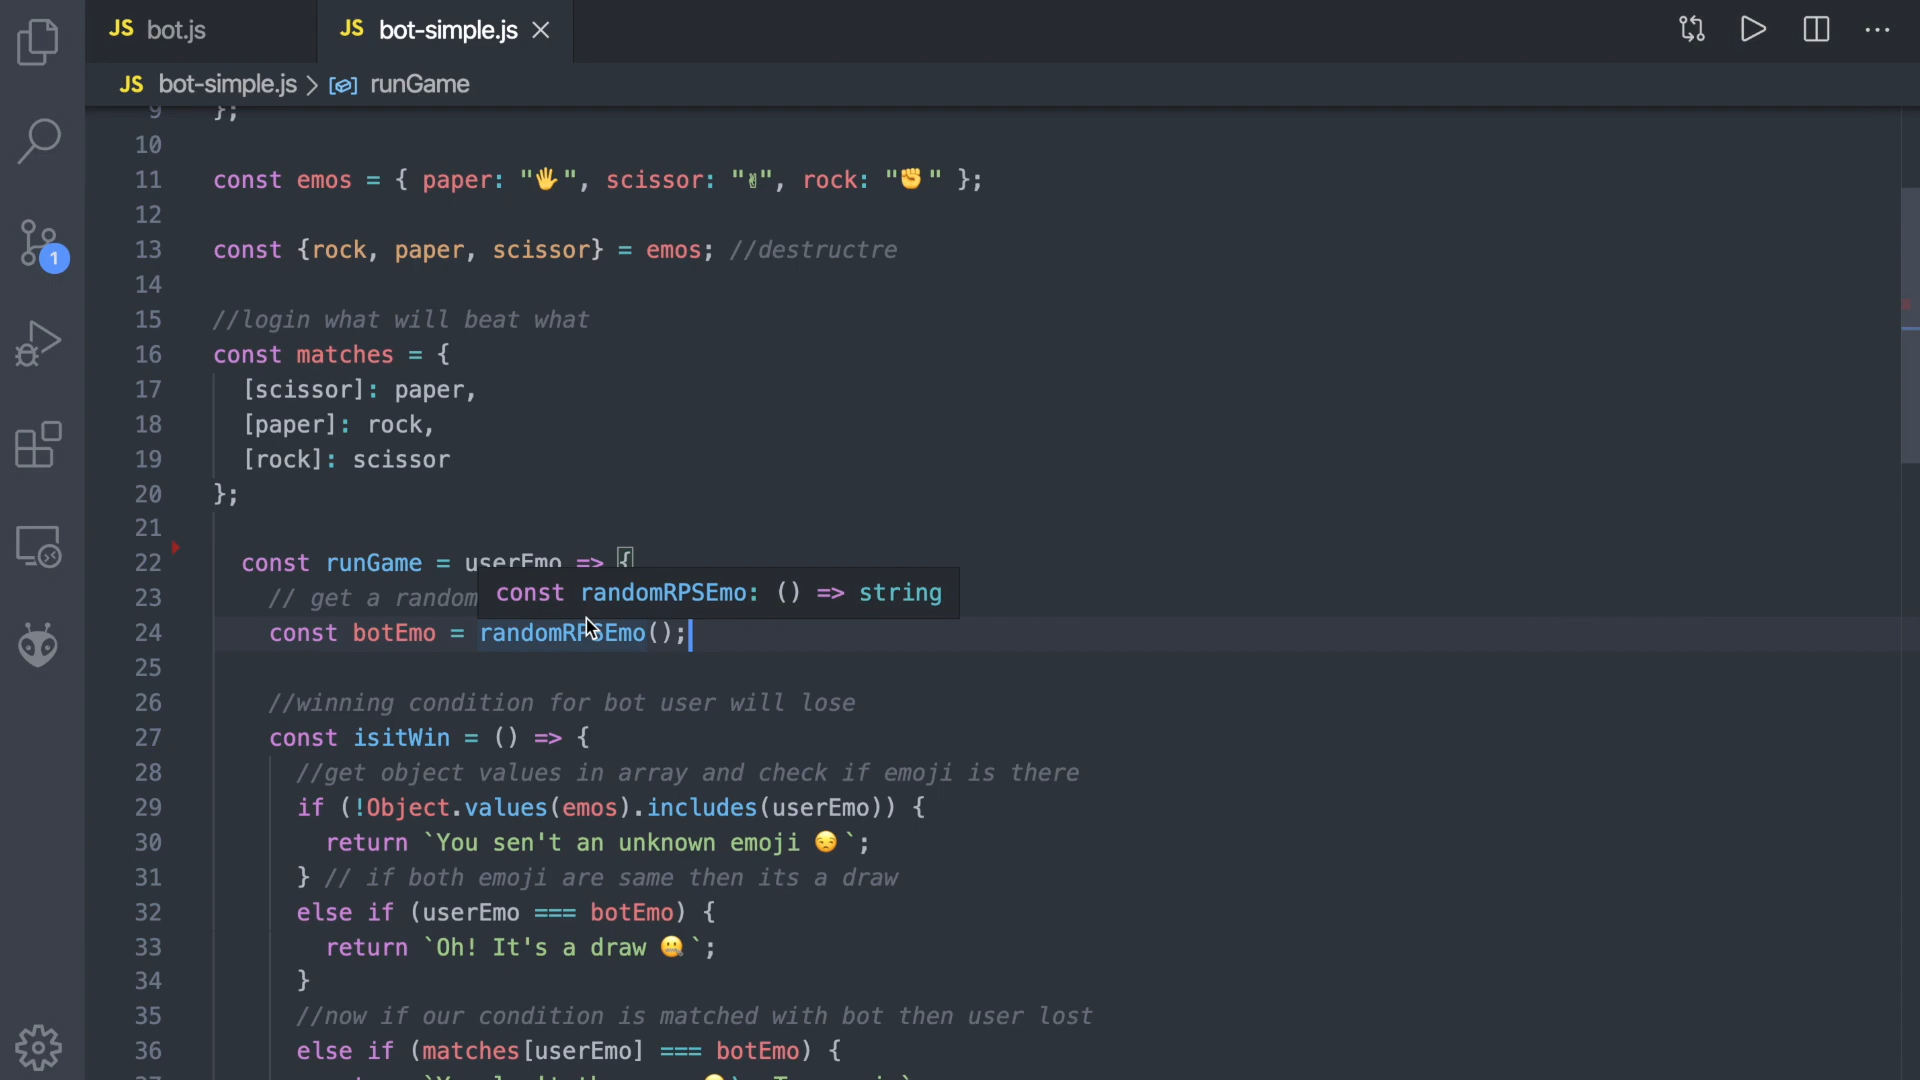 JS bot.js JS bot-simple.js
JS bot-simple.js > runGame
9 };
10
11 const emos = { paper: "🖐", scissor: "✌", rock: "✊" };
12
13 const {rock, paper, scissor} = emos; //destructre
14
15 //login what will beat what
16 const matches = {
17 [scissor]: paper,
18 [paper]: rock,
19 [rock]: scissor
20 };
21
22 const runGame = userEmo => {
const randomRPSEmo: () => string
23 // get a random
24 const botEmo = randomRPSEmo();
25
1
26 //winning condition for bot user will lose
27 const isitWin = () => {
28 //get object values in array and check if emoji is there
29 if (!Object.values(emos).includes(userEmo)) {
30 return `You sen't an unknown emoji 😒`;
31 } // if both emoji are same then its a draw
32 else if (userEmo === botEmo) {
33 return `Oh! It's a draw 🤐`;
34 }
35 //now if our condition is matched with bot then user lost
36 else if (matches[userEmo] === botEmo) {